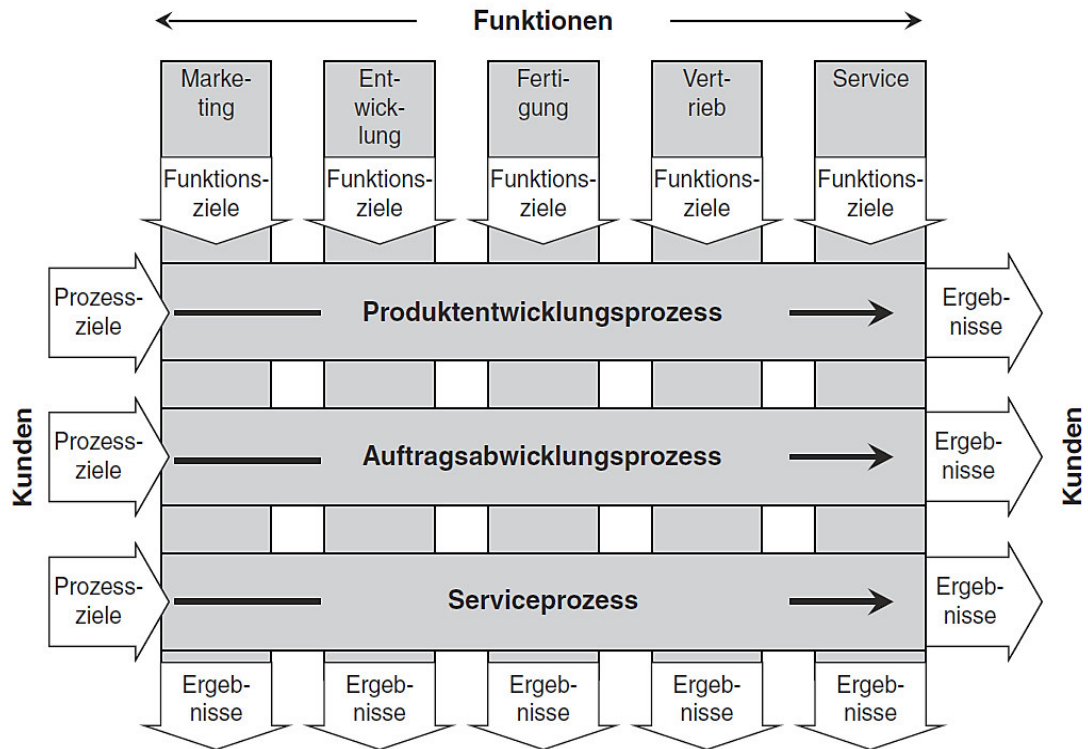 Funktionen
Marke-
ting
Ent-
wick-
lung
Ferti-
gung
Vert-
rieb
Service
Funktions-
ziele
Funktions-
ziele
Funktions-
ziele
Funktions-
ziele
Funktions-
ziele
Kunden
Prozess-
ziele
Produktentwicklungsprozess
Ergeb-
nisse
Prozess-
ziele
Auftragsabwicklungsprozess
Ergeb-
nisse
Prozess-
ziele
Serviceprozess
Ergeb-
nisse
Kunden
Ergeb-
nisse
Ergeb-
nisse
Ergeb-
nisse
Ergeb-
nisse
Ergeb-
nisse